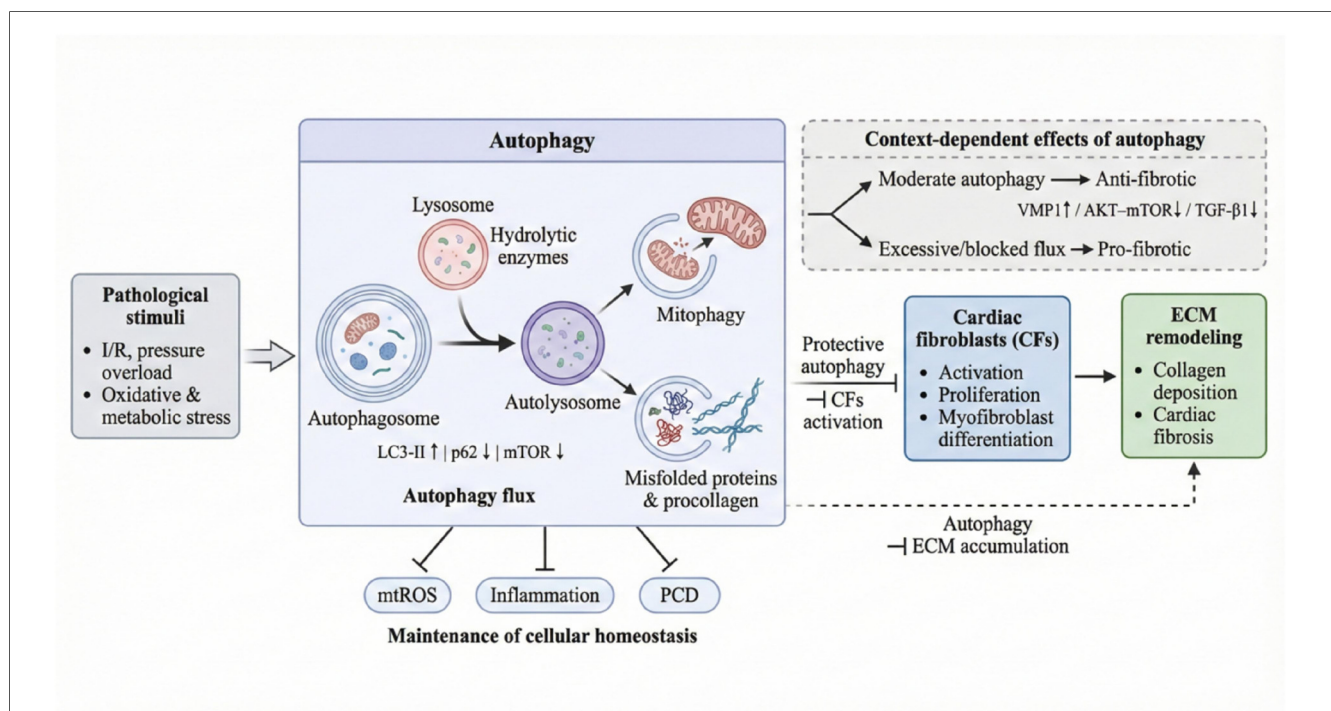 Pathological
stimuli
• I/R, pressure
overload
• Oxidative &
metabolic stress
Autophagy
Lysosome
Hydrolytic
enzymes
Autophagosome
Autolysosome
Mitophagy
Misfolded proteins
& procollagen
LC3-II ↑ | p62 ↓ | mTOR ↓
Autophagy flux
mtROS
Inflammation
PCD
Maintenance of cellular homeostasis
Context-dependent effects of autophagy
Moderate autophagy → Anti-fibrotic
VMP1↑ / AKT–mTOR↓ / TGF-β1↓
Excessive/blocked flux → Pro-fibrotic
Protective
autophagy
⊣ CFs
activation
Cardiac
fibroblasts (CFs)
• Activation
• Proliferation
• Myofibroblast
differentiation
ECM
remodeling
• Collagen
deposition
• Cardiac
fibrosis
Autophagy
⊣ ECM accumulation